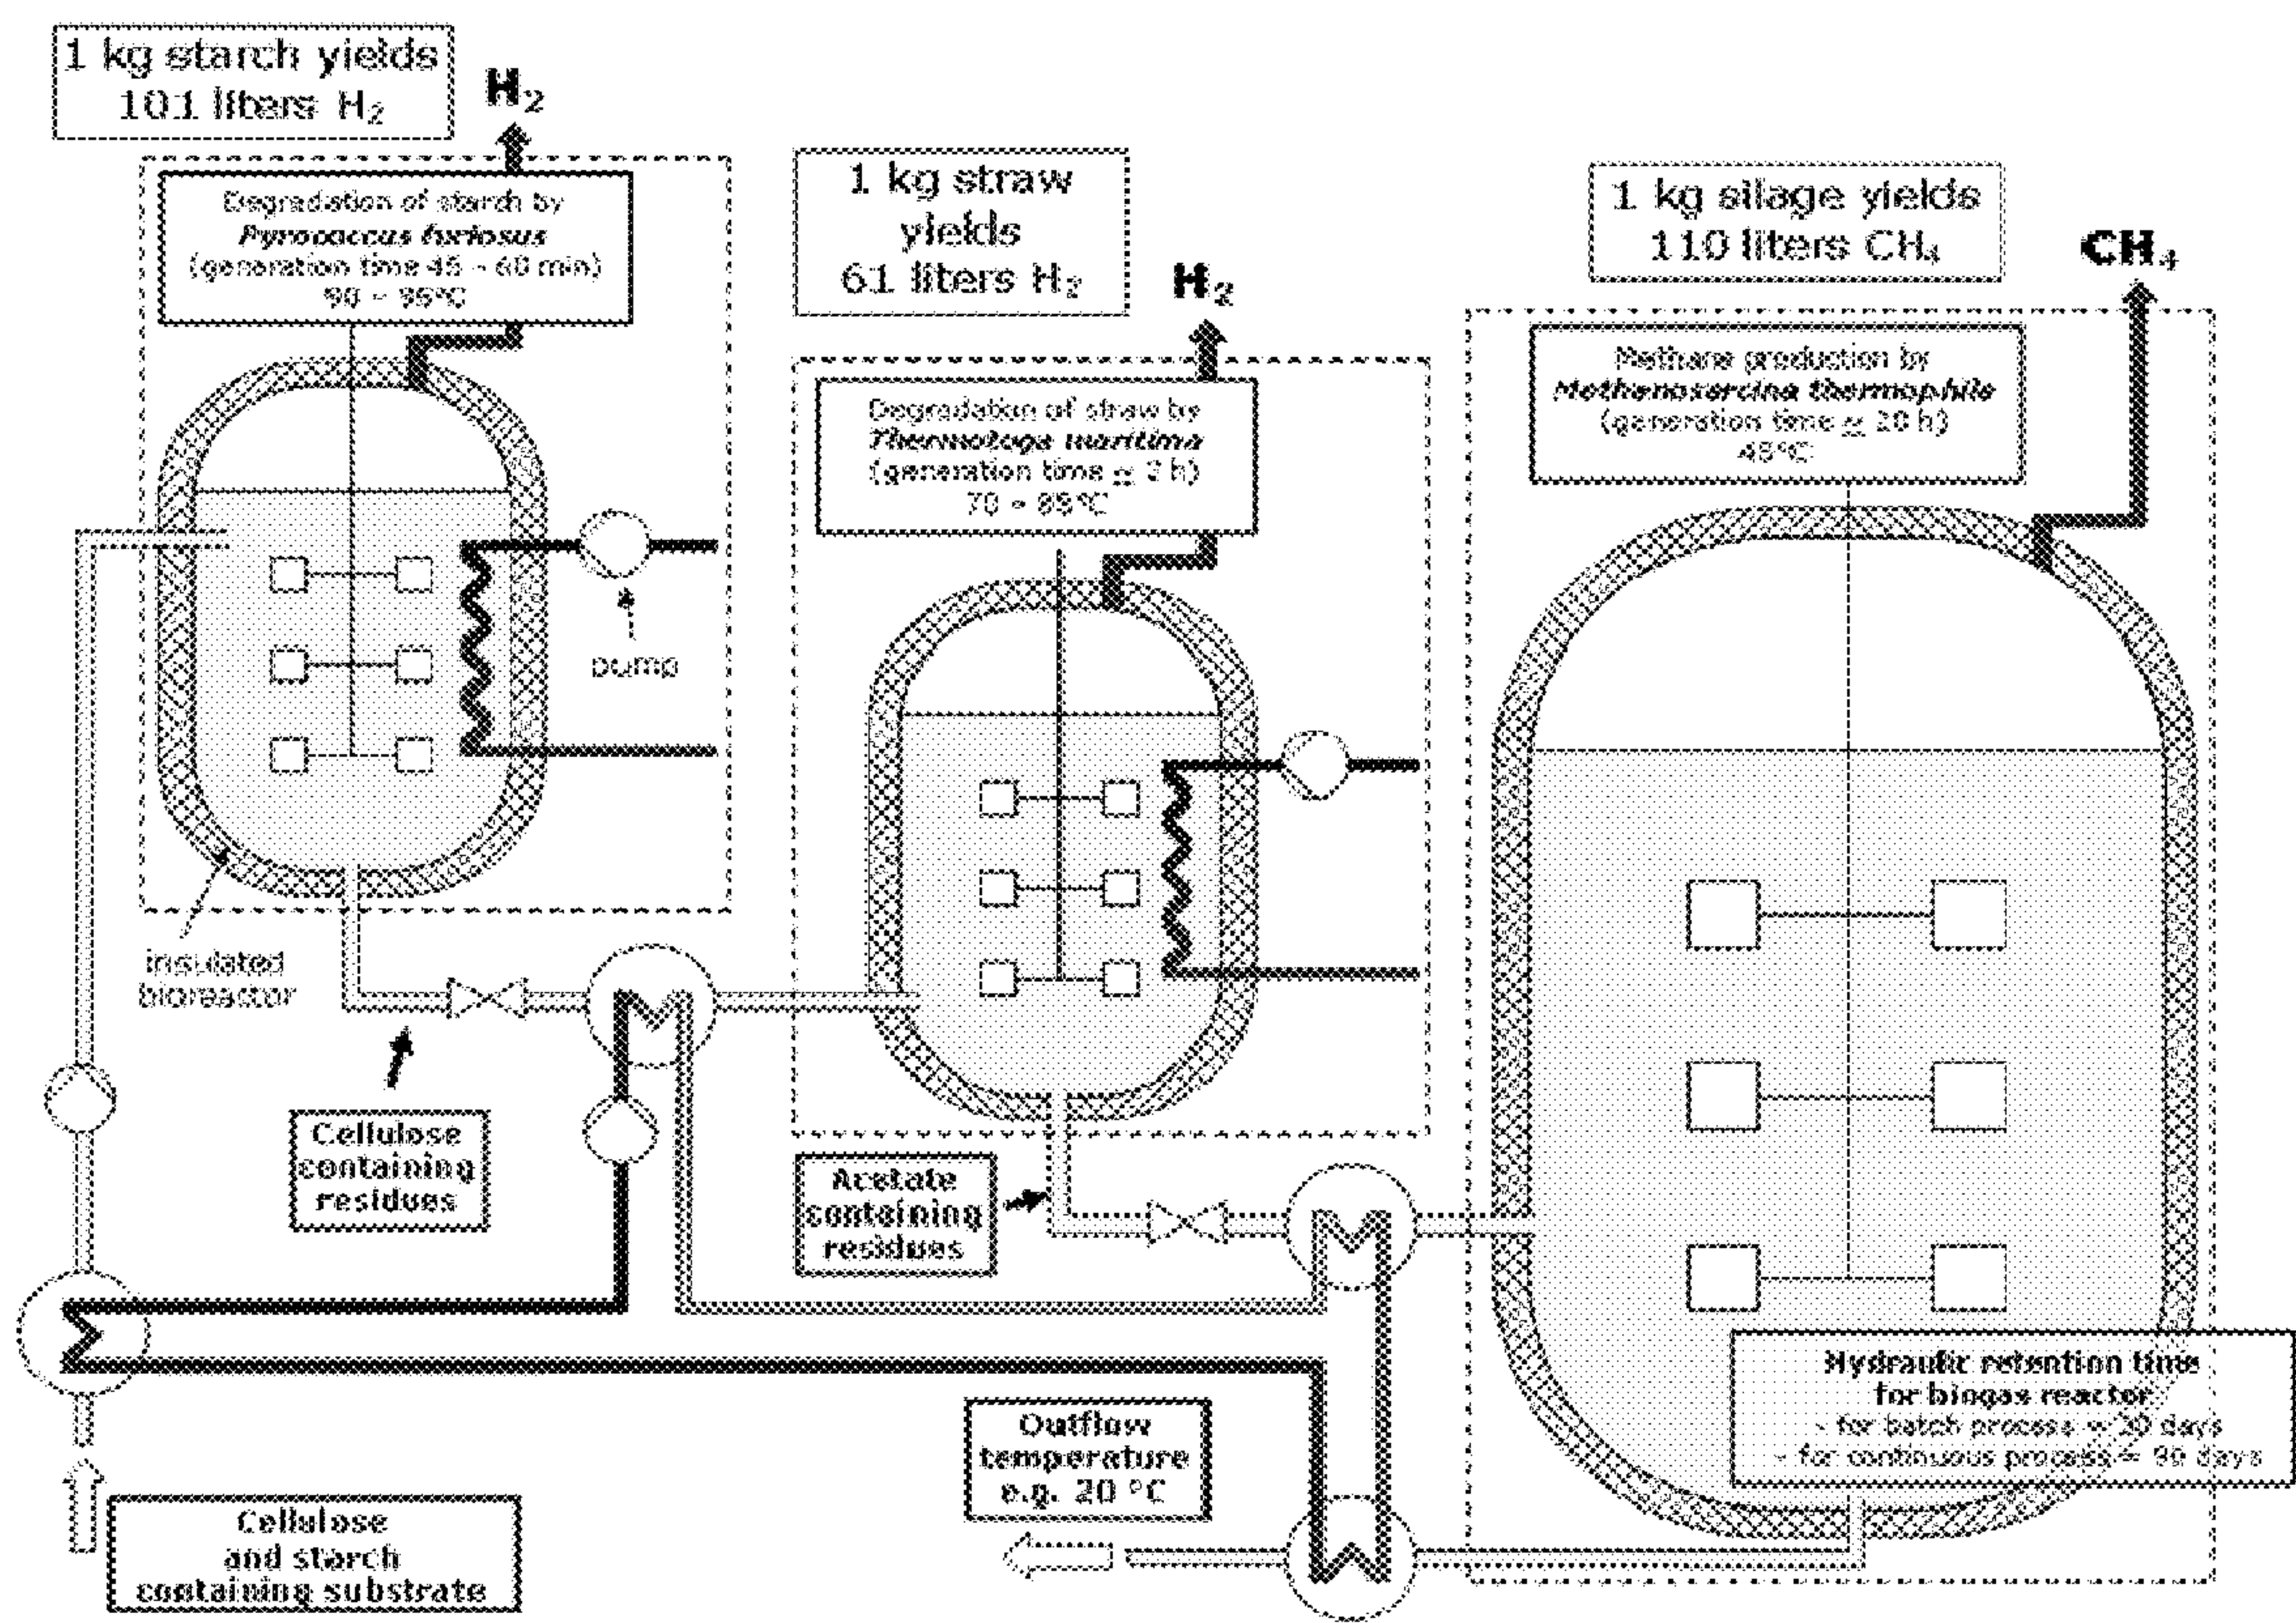 1 kg starch yields
101 liters H₂
H₂
Degradation of starch by
Pyrococcus furiosus
(generation time 45 - 60 min)
90 - 95°C
pump
insulated
bioreactor
1 kg straw
yields
61 liters H₂
H₂
Degradation of straw by
Thermotoga maritima
(generation time ≃ 2 h)
70 - 85°C
1 kg silage yields
110 liters CH₄
CH₄
Methane production by
Methanosarcina thermophile
(generation time ≃ 20 h)
48°C
Cellulose
containing
residues
Acetate
containing
residues
Hydraulic retention time
for biogas reactor
- for batch process ≃ 30 days
- for continuous process ≃ 90 days
Outflow
temperature
e.g. 20 °C
Cellulose
and starch
containing substrate